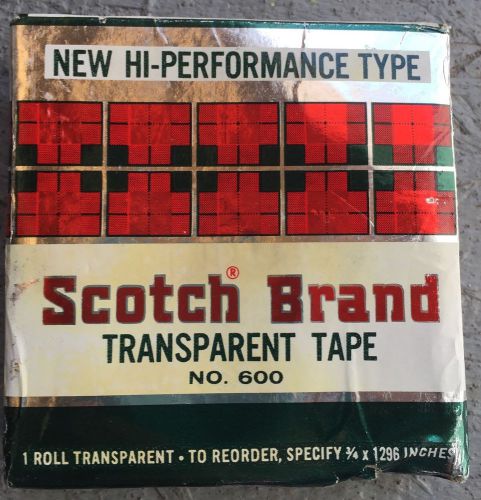 NEW HI-PERFORMANCE TYPE
Scotch® Brand
TRANSPARENT TAPE
NO. 600
1 ROLL TRANSPARENT • TO REORDER, SPECIFY ¾ x 1296 INCHES